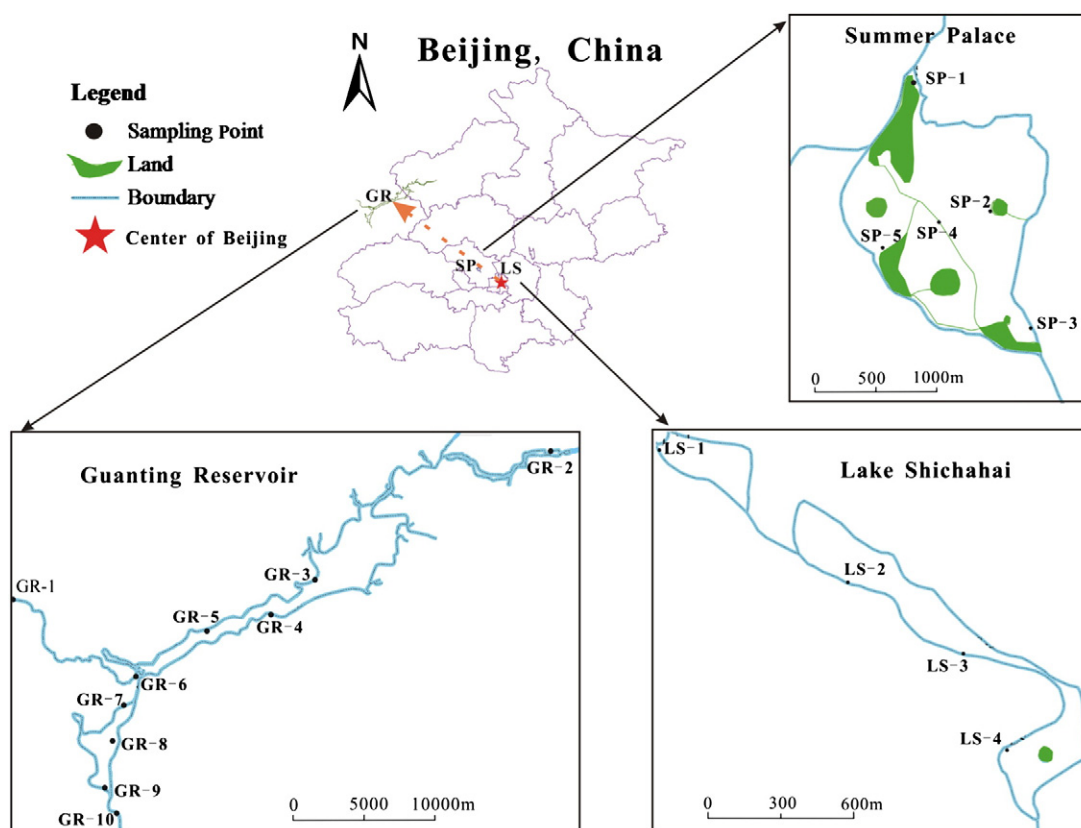 Beijing, China
N
Legend
Sampling Point
Land
Boundary
Center of Beijing
GR
SP
LS
Summer Palace
SP-1
SP-2
SP-4
SP-5
SP-3
0 500 1000m
Guanting Reservoir
GR-2
GR-3
GR-1
GR-4
GR-5
GR-6
GR-7
GR-8
GR-9
GR-10
0 5000 10000m
Lake Shichahai
LS-1
LS-2
LS-3
LS-4
0 300 600m